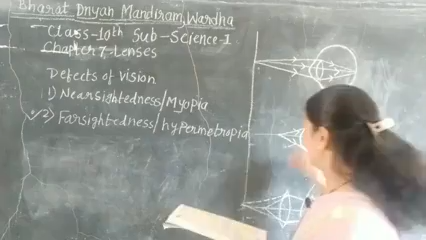 Bharat Dnyan Mandiram, Wardha
Class-10th Sub-Science-I
Chapter 7-Lenses
Defects of Vision
1) Nearsightedness/Myopia
2) Farsightedness/hypermetropia